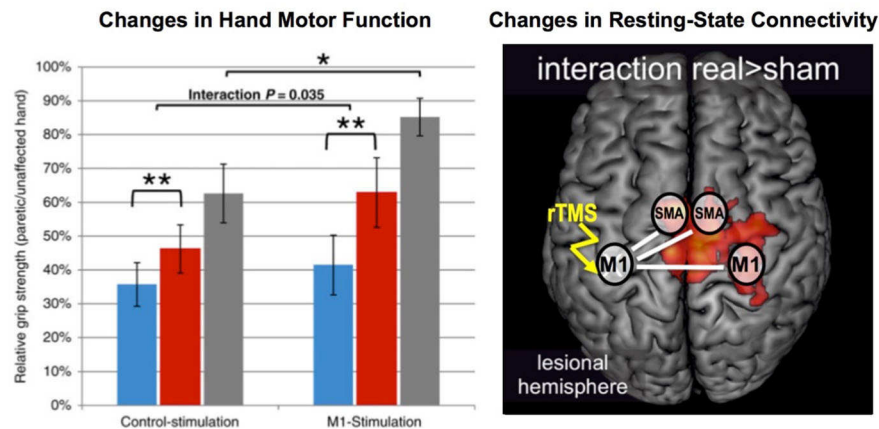 Changes in Hand Motor Function
Changes in Resting-State Connectivity
Relative grip strength (paretic/unaffected hand)
100%
90%
80%
70%
60%
50%
40%
30%
20%
10%
0%
*
Interaction P = 0.035
**
**
Control-stimulation
M1-Stimulation
interaction real>sham
rTMS
SMA
SMA
M1
M1
lesional
hemisphere